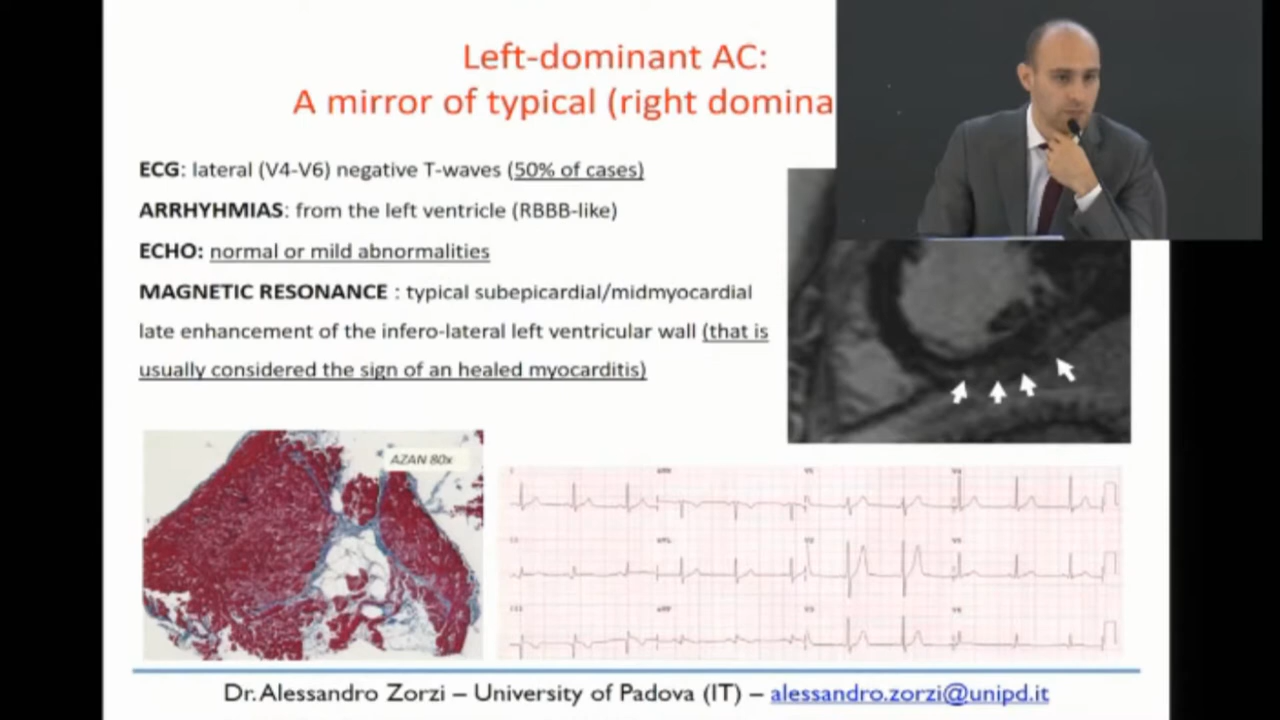 Left-dominant AC:
A mirror of typical (right domina
ECG: lateral (V4-V6) negative T-waves (50% of cases)
ARRHYHMIAS: from the left ventricle (RBBB-like)
ECHO: normal or mild abnormalities
MAGNETIC RESONANCE : typical subepicardial/midmyocardial
late enhancement of the infero-lateral left ventricular wall (that is
usually considered the sign of an healed myocarditis)
AZAN 80x
Dr. Alessandro Zorzi – University of Padova (IT) – alessandro.zorzi@unipd.it